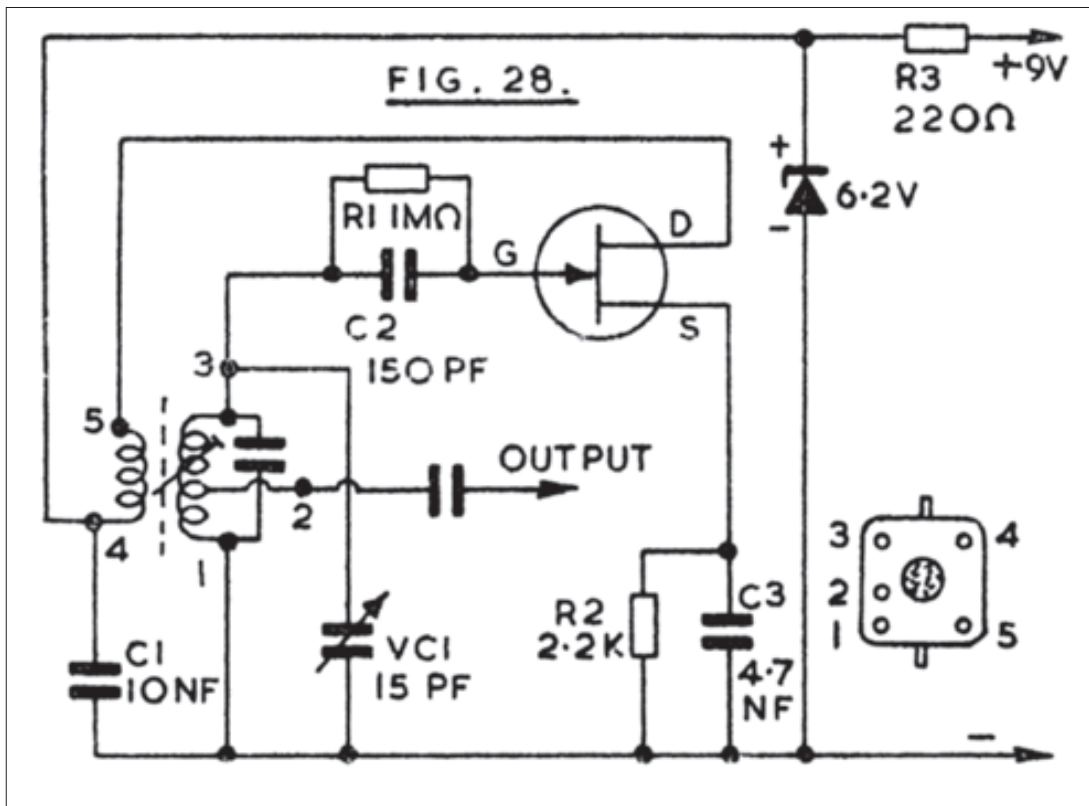 FIG. 28.
+9V
R3
220Ω
+
6.2V
-
R1 1MΩ
G
D
S
C2
150 PF
3
5
4
2
1
OUTPUT
C1
10NF
VC1
15 PF
R2
2.2K
C3
4.7
NF
3
4
2
1
5
-